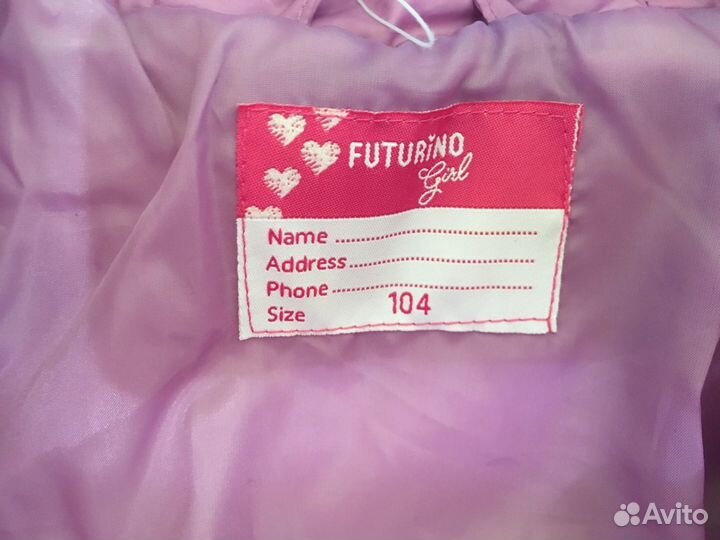 FUTURiNO
Girl
Name ..............................
Address..............................
Phone..............................
Size 104
Avito